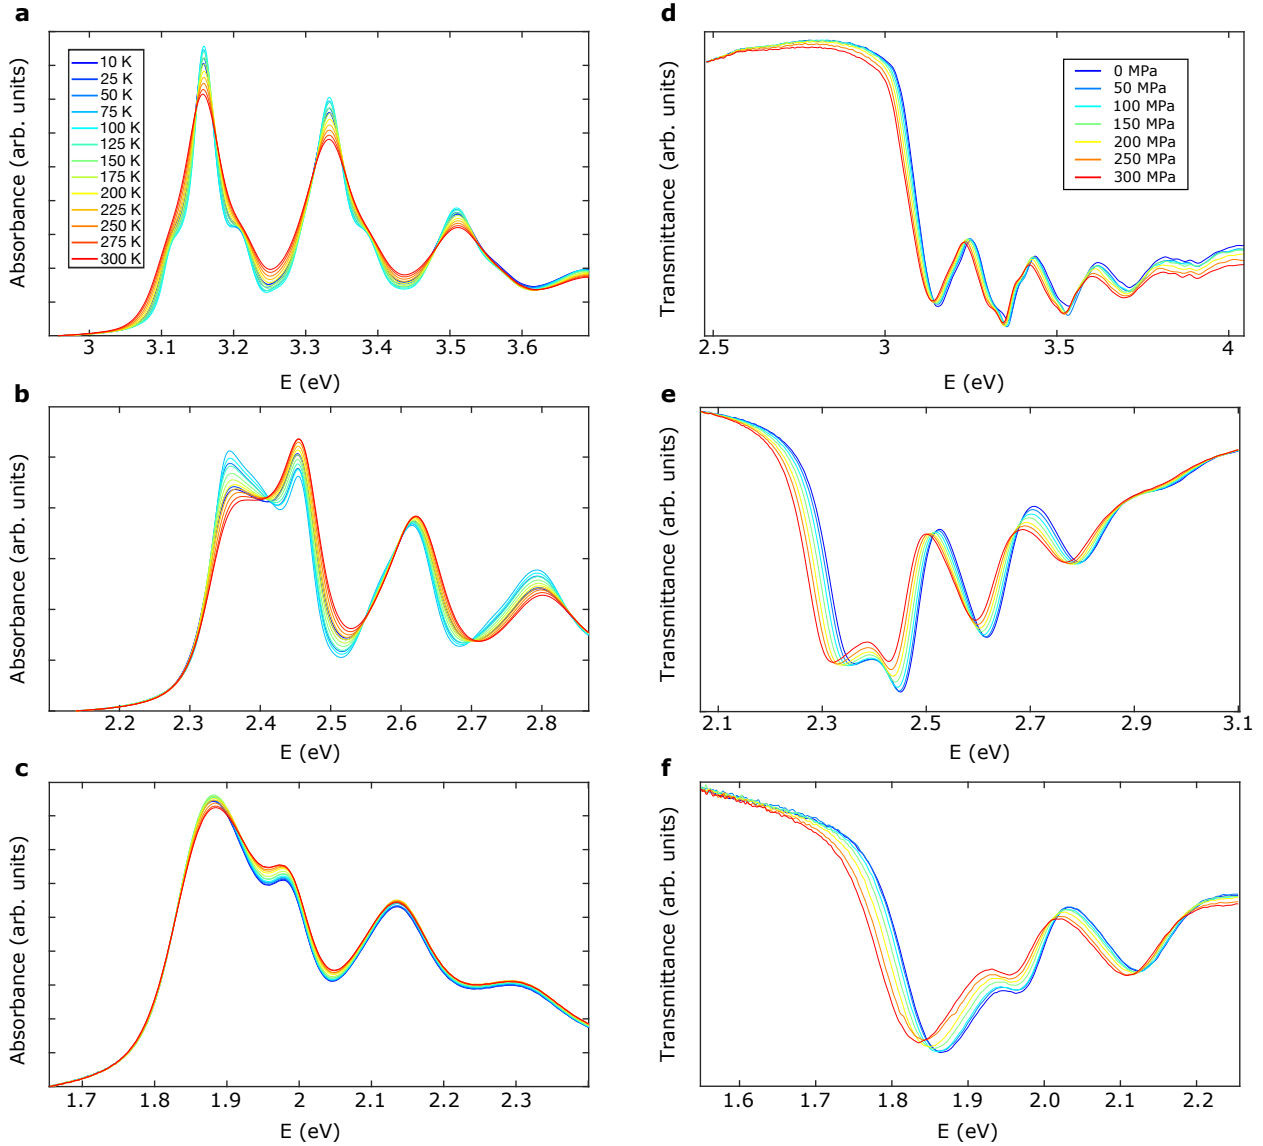 a
Absorbance (arb. units)
10 K
25 K
50 K
75 K
100 K
125 K
150 K
175 K
200 K
225 K
250 K
275 K
300 K
3 3.1 3.2 3.3 3.4 3.5 3.6
E (eV)
d
Transmittance (arb. units)
0 MPa
50 MPa
100 MPa
150 MPa
200 MPa
250 MPa
300 MPa
2.5 3 3.5 4
E (eV)
b
Absorbance (arb. units)
2.2 2.3 2.4 2.5 2.6 2.7 2.8
E (eV)
e
Transmittance (arb. units)
2.1 2.3 2.5 2.7 2.9 3.1
E (eV)
c
Absorbance (arb. units)
1.7 1.8 1.9 2 2.1 2.2 2.3
E (eV)
f
Transmittance (arb. units)
1.6 1.7 1.8 1.9 2.0 2.1 2.2
E (eV)